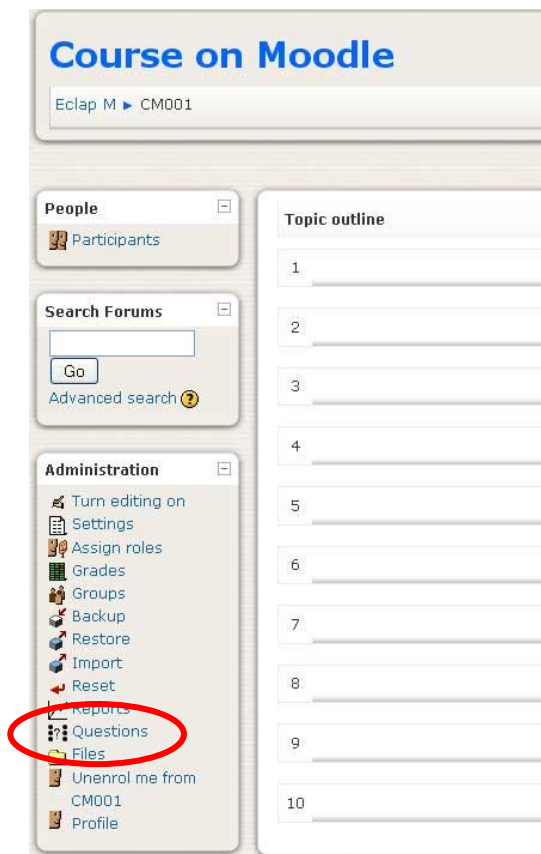 Course on Moodle
Eclap M ► CM001
People
Participants
Search Forums
Go
Advanced search
Administration
Turn editing on
Settings
Assign roles
Grades
Groups
Backup
Restore
Import
Reset
Reports
Questions
Files
Unenrol me from
CM001
Profile
Topic outline
1
2
3
4
5
6
7
8
9
10